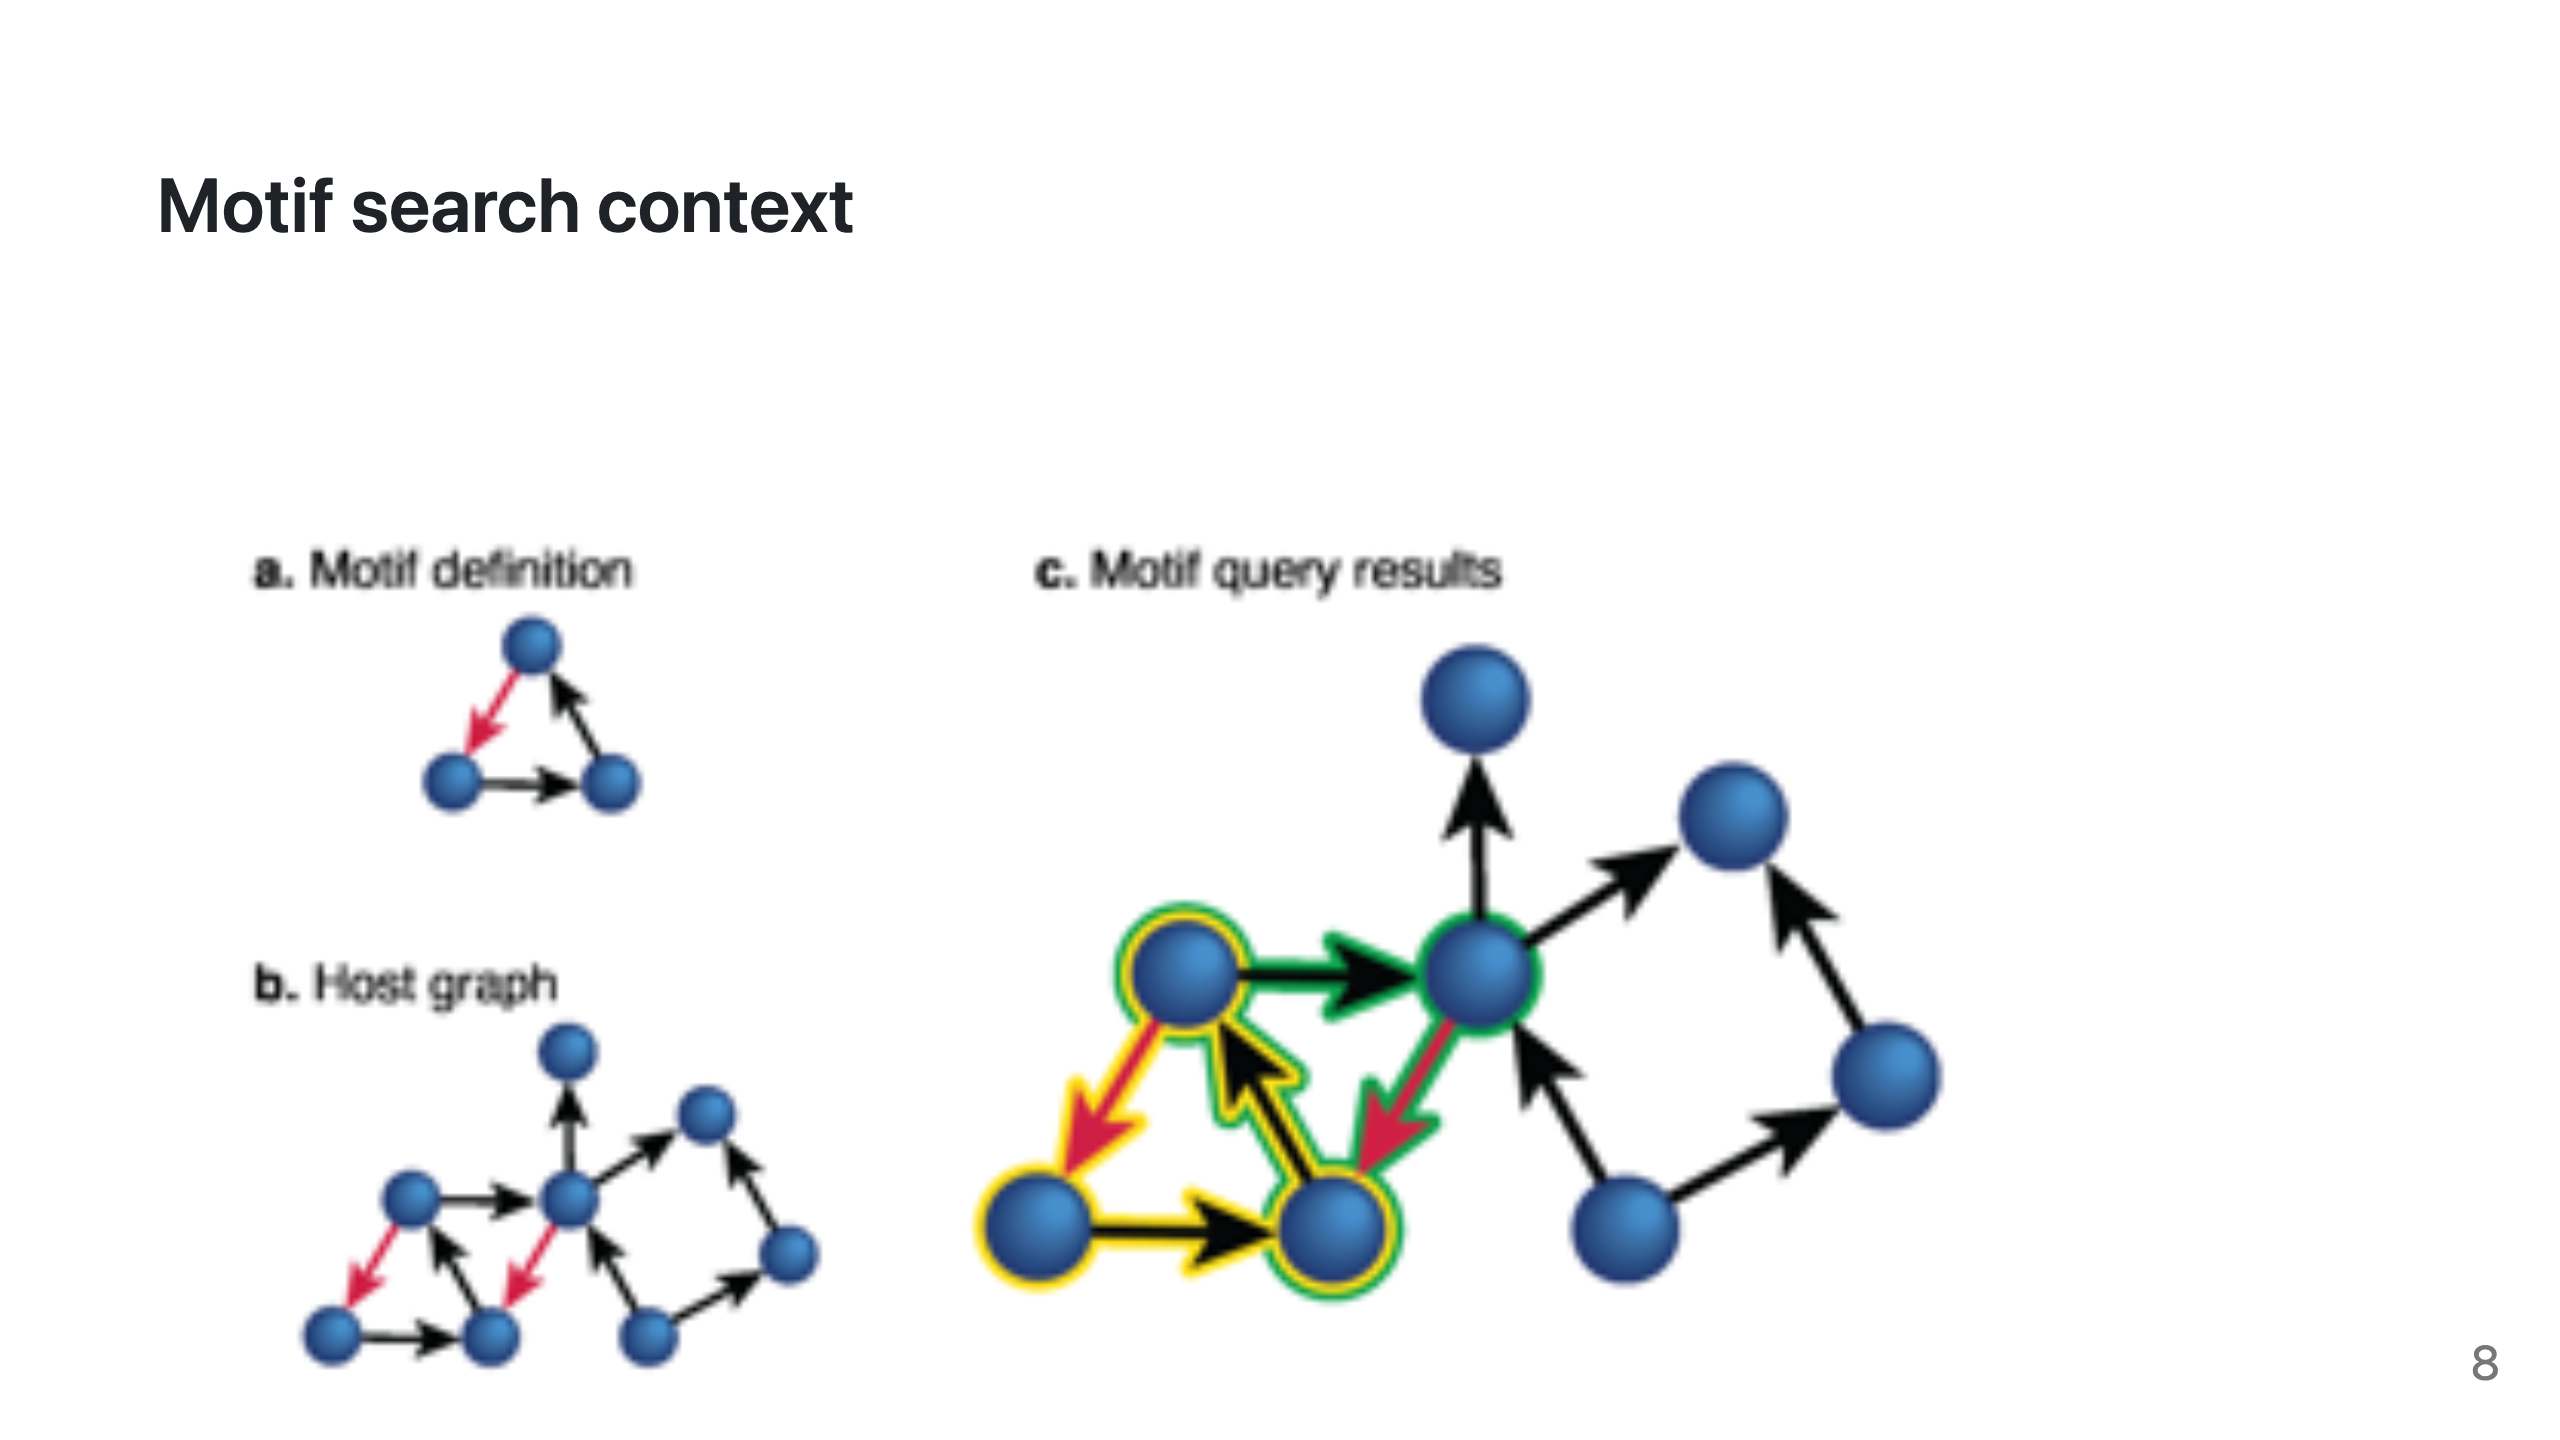 Motif search context
a. Motif definition
b. Host graph
c. Motif query results
8